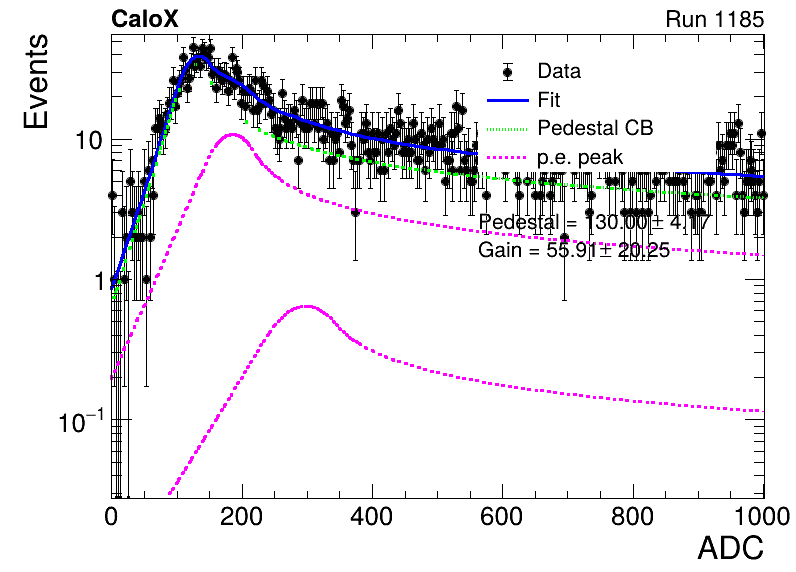 CaloX Run 1185
Events
Data
Fit
Pedestal CB
p.e. peak
Pedestal = 130.00 ± 4.17
Gain = 55.91 ± 20.25
10
1
10⁻¹
0 200 400 600 800 1000
ADC